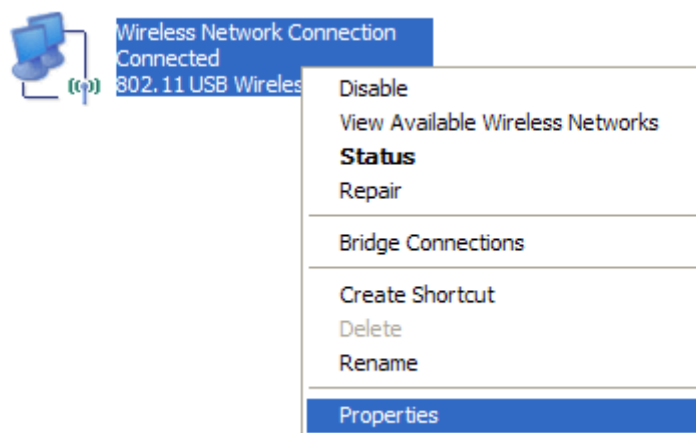 Wireless Network Connection
Connected
802.11 USB Wireles
Disable
View Available Wireless Networks
Status
Repair
Bridge Connections
Create Shortcut
Delete
Rename
Properties